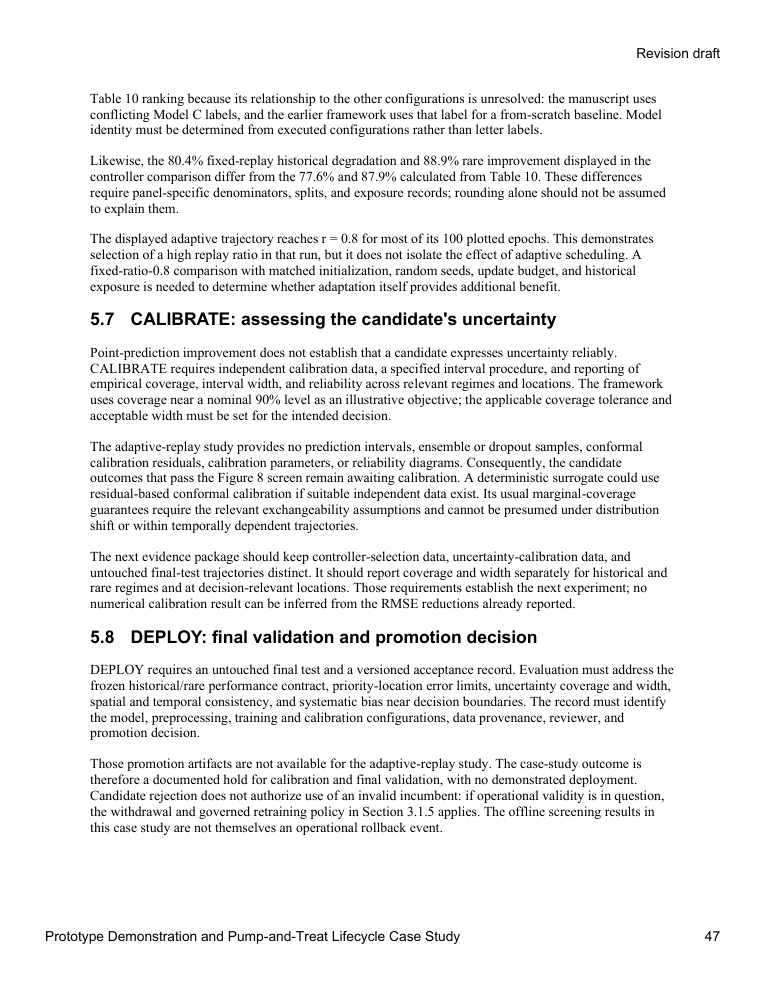 Revision draft
Table 10 ranking because its relationship to the other configurations is unresolved: the manuscript uses
conflicting Model C labels, and the earlier framework uses that label for a from-scratch baseline. Model
identity must be determined from executed configurations rather than letter labels.
Likewise, the 80.4% fixed-replay historical degradation and 88.9% rare improvement displayed in the
controller comparison differ from the 77.6% and 87.9% calculated from Table 10. These differences
require panel-specific denominators, splits, and exposure records; rounding alone should not be assumed
to explain them.
The displayed adaptive trajectory reaches r = 0.8 for most of its 100 plotted epochs. This demonstrates
selection of a high replay ratio in that run, but it does not isolate the effect of adaptive scheduling. A
fixed-ratio-0.8 comparison with matched initialization, random seeds, update budget, and historical
exposure is needed to determine whether adaptation itself provides additional benefit.
5.7 CALIBRATE: assessing the candidate's uncertainty
Point-prediction improvement does not establish that a candidate expresses uncertainty reliably.
CALIBRATE requires independent calibration data, a specified interval procedure, and reporting of
empirical coverage, interval width, and reliability across relevant regimes and locations. The framework
uses coverage near a nominal 90% level as an illustrative objective; the applicable coverage tolerance and
acceptable width must be set for the intended decision.
The adaptive-replay study provides no prediction intervals, ensemble or dropout samples, conformal
calibration residuals, calibration parameters, or reliability diagrams. Consequently, the candidate
outcomes that pass the Figure 8 screen remain awaiting calibration. A deterministic surrogate could use
residual-based conformal calibration if suitable independent data exist. Its usual marginal-coverage
guarantees require the relevant exchangeability assumptions and cannot be presumed under distribution
shift or within temporally dependent trajectories.
The next evidence package should keep controller-selection data, uncertainty-calibration data, and
untouched final-test trajectories distinct. It should report coverage and width separately for historical and
rare regimes and at decision-relevant locations. Those requirements establish the next experiment; no
numerical calibration result can be inferred from the RMSE reductions already reported.
5.8 DEPLOY: final validation and promotion decision
DEPLOY requires an untouched final test and a versioned acceptance record. Evaluation must address the
frozen historical/rare performance contract, priority-location error limits, uncertainty coverage and width,
spatial and temporal consistency, and systematic bias near decision boundaries. The record must identify
the model, preprocessing, training and calibration configurations, data provenance, reviewer, and
promotion decision.
Those promotion artifacts are not available for the adaptive-replay study. The case-study outcome is
therefore a documented hold for calibration and final validation, with no demonstrated deployment.
Candidate rejection does not authorize use of an invalid incumbent: if operational validity is in question,
the withdrawal and governed retraining policy in Section 3.1.5 applies. The offline screening results in
this case study are not themselves an operational rollback event.
Prototype Demonstration and Pump-and-Treat Lifecycle Case Study 47